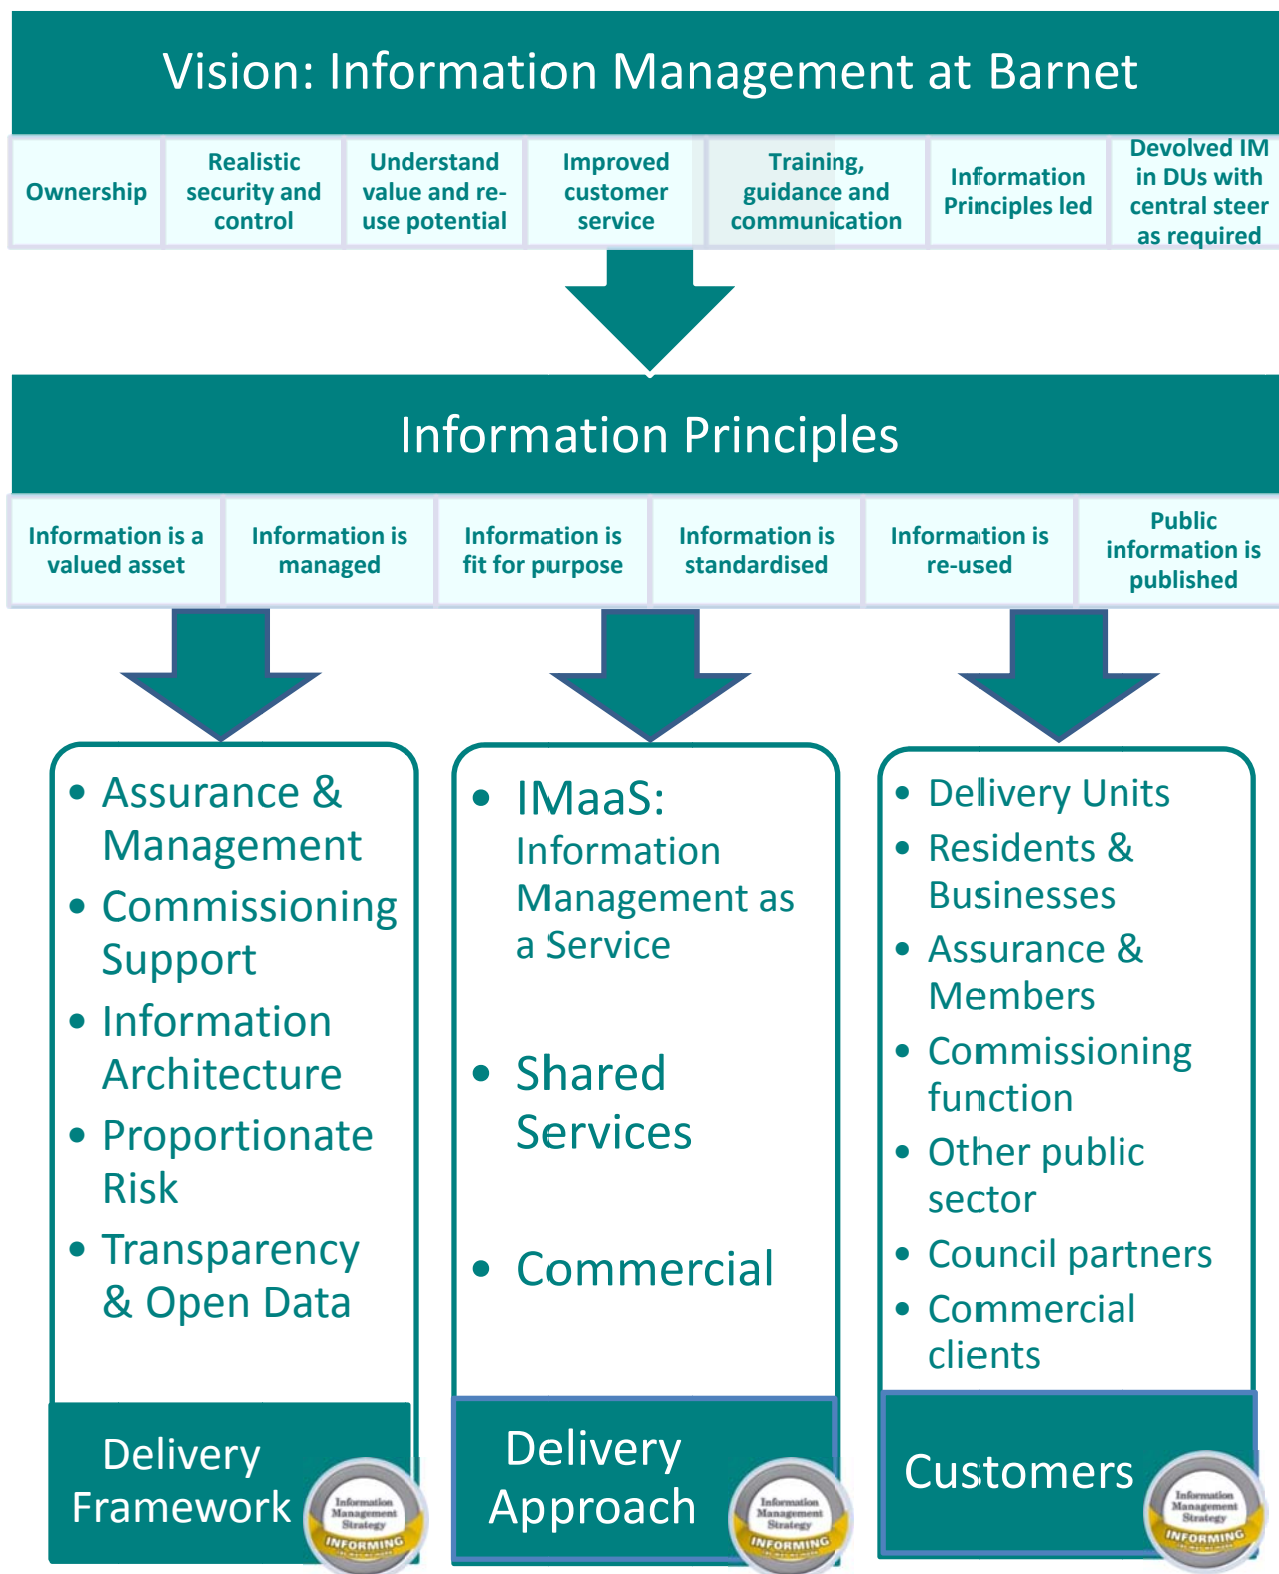 Vision: Information Management at Barnet
Ownership
Realistic
security and
control
Understand
value and re-
use potential
Improved
customer
service
Training,
guidance and
communication
Information
Principles led
Devolved IM
in DUs with
central steer
as required
Information Principles
Information is a
valued asset
Information is
managed
Information is
fit for purpose
Information is
standardised
Information is
re-used
Public
information is
published
• Assurance &
Management
• Commissioning
Support
• Information
Architecture
• Proportionate
Risk
• Transparency
& Open Data
Delivery
Framework
Information
Management
Strategy
INFORMING
• IMaaS:
Information
Management as
a Service
• Shared
Services
• Commercial
Delivery
Approach
Information
Management
Strategy
INFORMING
• Delivery Units
• Residents &
Businesses
• Assurance &
Members
• Commissioning
function
• Other public
sector
• Council partners
• Commercial
clients
Customers
Information
Management
Strategy
INFORMING